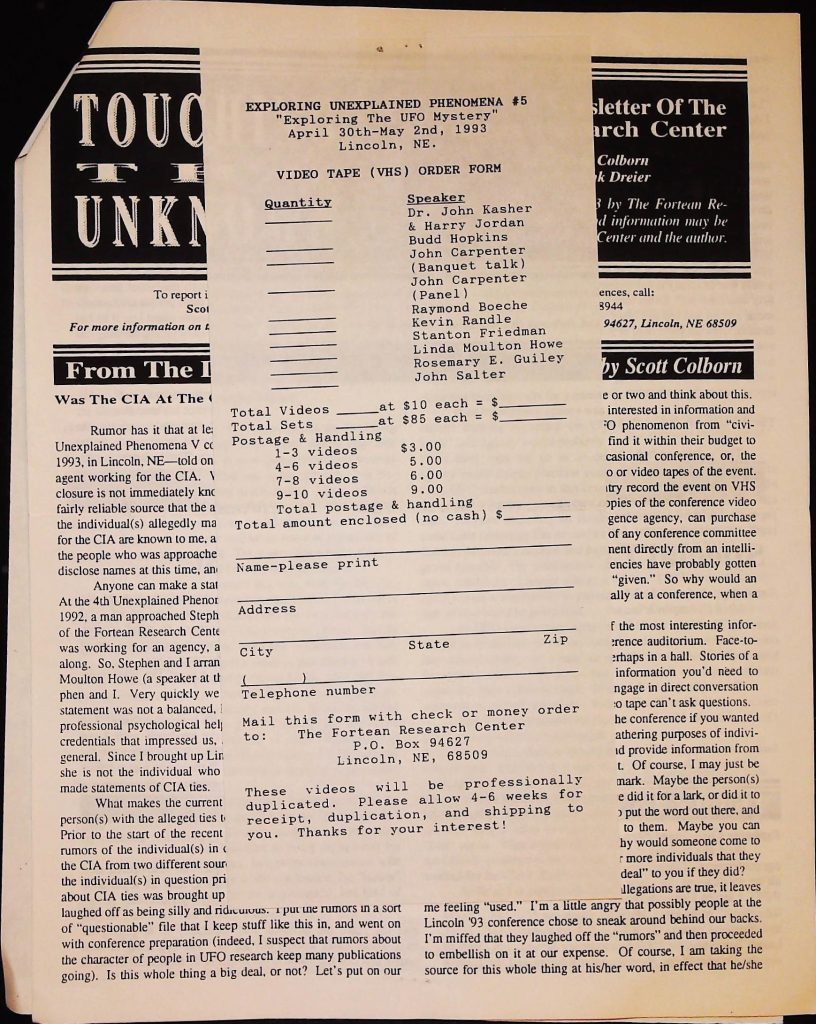 TOUC
TH
UNKN
To report i
Scot
For more information on t
From The I
Was The CIA At The
Rumor has it that at lea
Unexplained Phenomena V co
1993, in Lincoln, NE—told on
agent working for the CIA.
closure is not immediately kno
fairly reliable source that the a
the individual(s) allegedly ma
for the CIA are known to me, a
the people who was approache
disclose names at this time, an
Anyone can make a stat
At the 4th Unexplained Phenor
1992, a man approached Steph
of the Fortean Research Cente
was working for an agency, a
along. So, Stephen and I arran
Moulton Howe (a speaker at th
phen and I. Very quickly we
statement was not a balanced,
professional psychological help
credentials that impressed us,
general. Since I brought up Lin
she is not the individual who
made statements of CIA ties.
What makes the current
person(s) with the alleged ties t
Prior to the start of the recent
rumors of the individual(s) in
the CIA from two different sour
the individual(s) in question pri
about CIA ties was brought up
laughed off as being silly and ridiculous. I put the rumors in a sort
of "questionable" file that I keep stuff like this in, and went on
with conference preparation (indeed, I suspect that rumors about
the character of people in UFO research keep many publications
going). Is this whole thing a big deal, or not? Let's put on our
EXPLORING UNEXPLAINED PHENOMENA #5
"Exploring The UFO Mystery"
April 30th-May 2nd, 1993
Lincoln, NE.
VIDEO TAPE (VHS) ORDER FORM
Quantity Speaker
Dr. John Kasher
& Harry Jordan
Budd Hopkins
John Carpenter
(Banquet talk)
John Carpenter
(Panel)
Raymond Boeche
Kevin Randle
Stanton Friedman
Linda Moulton Howe
Rosemary E. Guiley
John Salter
Total Videos _____at $10 each = $________
Total Sets _____at $85 each = $________
Postage & Handling
1-3 videos $3.00
4-6 videos 5.00
7-8 videos 6.00
9-10 videos 9.00
Total postage & handling ________
Total amount enclosed (no cash) $________
Name-please print
Address
City State Zip
( )
Telephone number
Mail this form with check or money order
to: The Fortean Research Center
P.O. Box 94627
Lincoln, NE, 68509
These videos will be professionally
duplicated. Please allow 4-6 weeks for
receipt, duplication, and shipping to
you. Thanks for your interest!
sletter Of The
arch Center
Colborn
k Dreier
3 by The Fortean Re-
d information may be
Center and the author.
ences, call:
8944
94627, Lincoln, NE 68509
by Scott Colborn
e or two and think about this.
interested in information and
FO phenomenon from "civi-
find it within their budget to
casional conference, or, the
o or video tapes of the event.
try record the event on VHS
opies of the conference video
gence agency, can purchase
of any conference committee
nent directly from an intelli-
encies have probably gotten
"given." So why would an
ally at a conference, when a
f the most interesting infor-
erence auditorium. Face-to-
erhaps in a hall. Stories of a
information you'd need to
ngage in direct conversation
o tape can't ask questions.
he conference if you wanted
athering purposes of indivi-
ld provide information from
t. Of course, I may just be
mark. Maybe the person(s)
e did it for a lark, or did it to
put the word out there, and
to them. Maybe you can
hy would someone come to
r more individuals that they
deal" to you if they did?
llegations are true, it leaves
me feeling "used." I'm a little angry that possibly people at the
Lincoln '93 conference chose to sneak around behind our backs.
I'm miffed that they laughed off the "rumors" and then proceeded
to embellish on it at our expense. Of course, I am taking the
source for this whole thing at his/her word, in effect that he/she